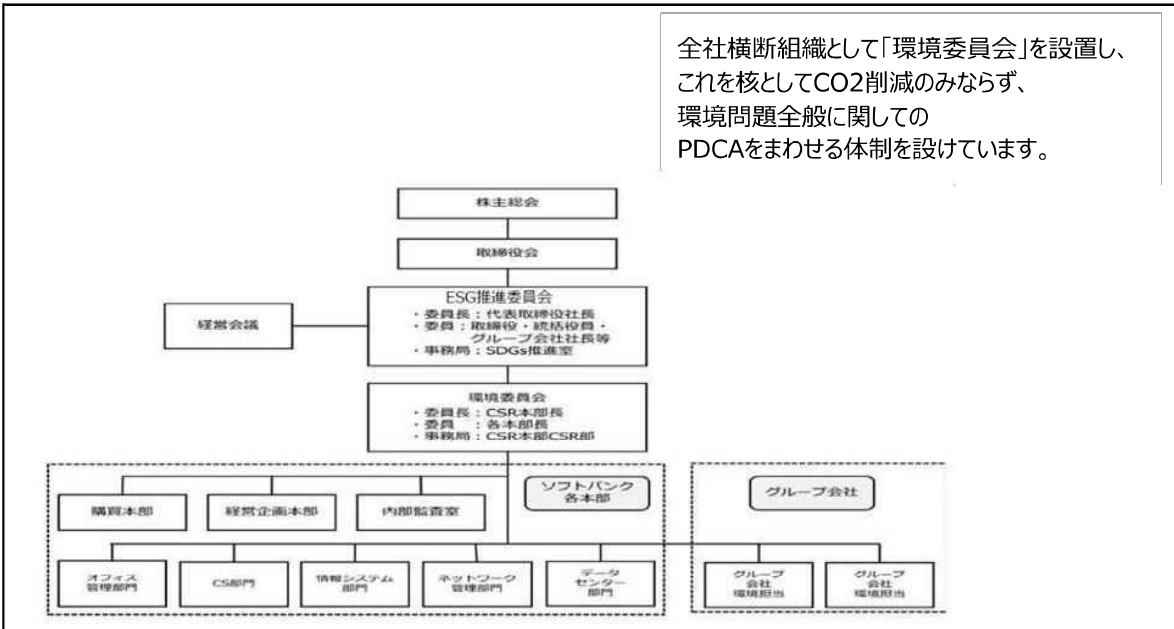 全社横断組織として「環境委員会」を設置し、
これを核としてCO2削減のみならず、
環境問題全般に関しての
PDCAをまわせる体制を設けています。
株主総会
取締役会
ESG推進委員会
・委員長：代表取締役社長
・委員：取締役・統括役員・
グループ会社社長等
・事務局：SDGs推進室
経営会議
環境委員会
・委員長：CSR本部長
・委員　：各本部長
・事務局：CSR本部CSR部
ソフトバンク
各本部
グループ会社
購買本部
経営企画本部
内部監査室
オフィス
管理部門
CS部門
情報システム
部門
ネットワーク
管理部門
データ
センター
部門
グループ
会社
環境担当
グループ
会社
環境担当